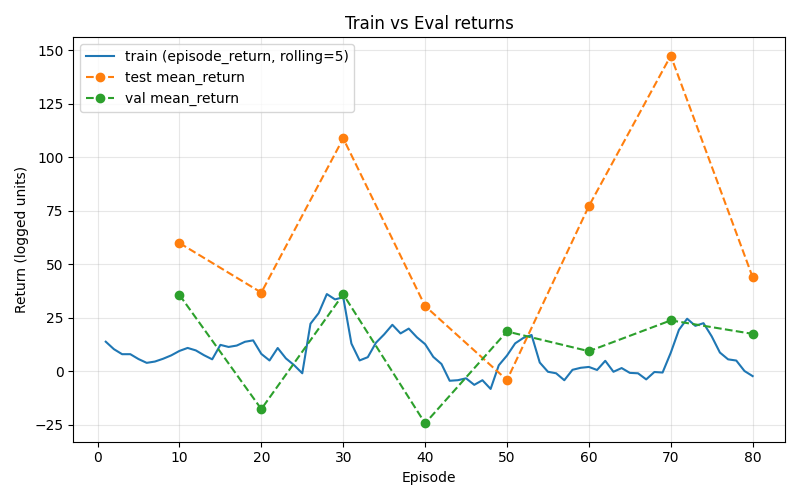 Train vs Eval returns
train (episode_return, rolling=5)
test mean_return
val mean_return
Return (logged units)
150
125
100
75
50
25
0
−25
0 10 20 30 40 50 60 70 80
Episode